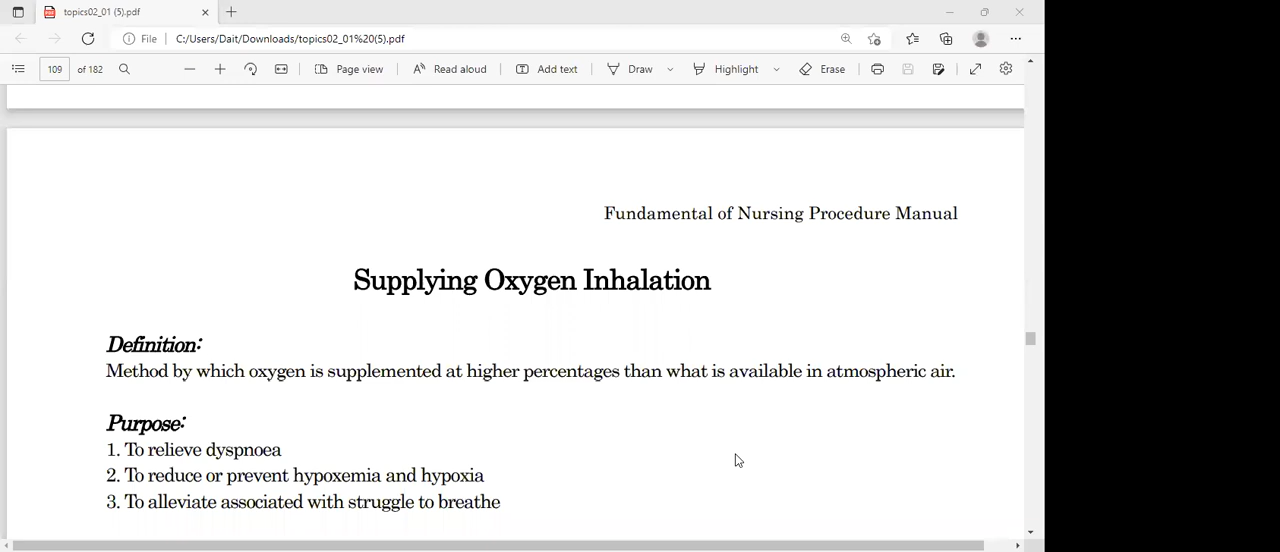 topics02_01 (5).pdf
File C:/Users/Dait/Downloads/topics02_01%20(5).pdf
109 of 182 Page view Read aloud Add text Draw Highlight Erase
Fundamental of Nursing Procedure Manual
Supplying Oxygen Inhalation
Definition:
Method by which oxygen is supplemented at higher percentages than what is available in atmospheric air.
Purpose:
1. To relieve dyspnoea
2. To reduce or prevent hypoxemia and hypoxia
3. To alleviate associated with struggle to breathe